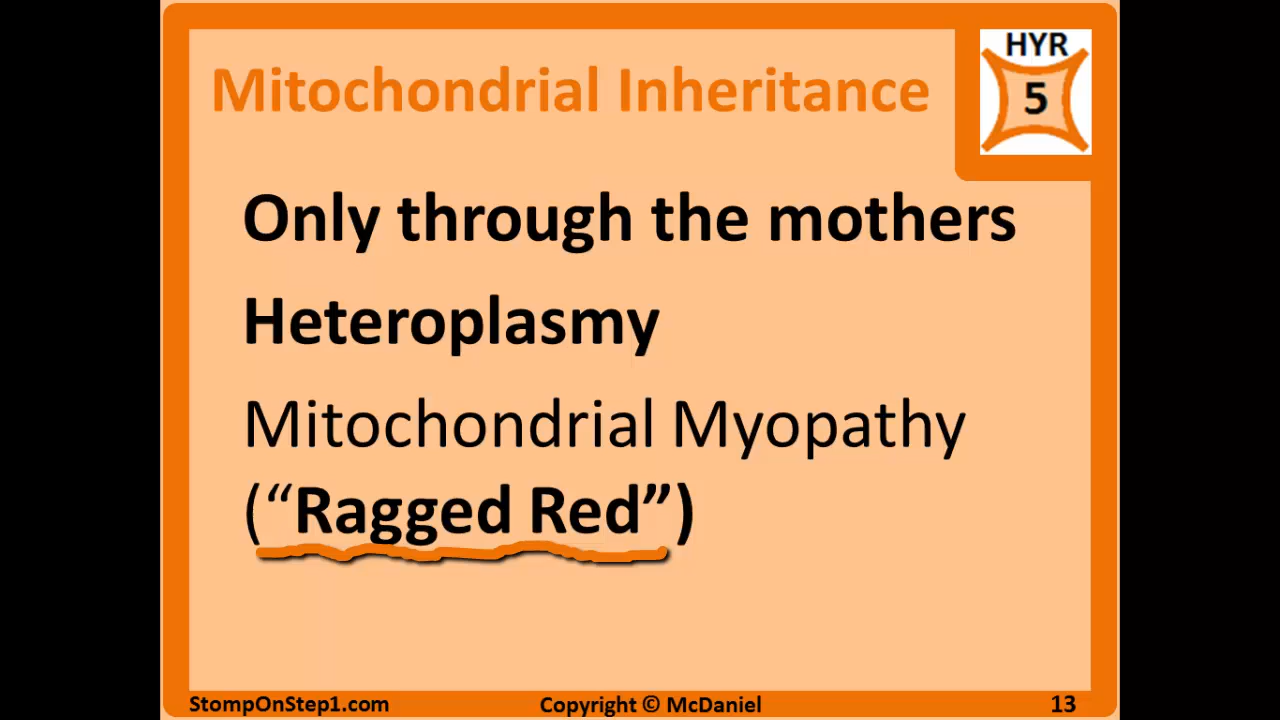 Mitochondrial Inheritance
HYR
5
Only through the mothers
Heteroplasmy
Mitochondrial Myopathy
(“Ragged Red”)
StompOnStep1.com
Copyright © McDaniel
13